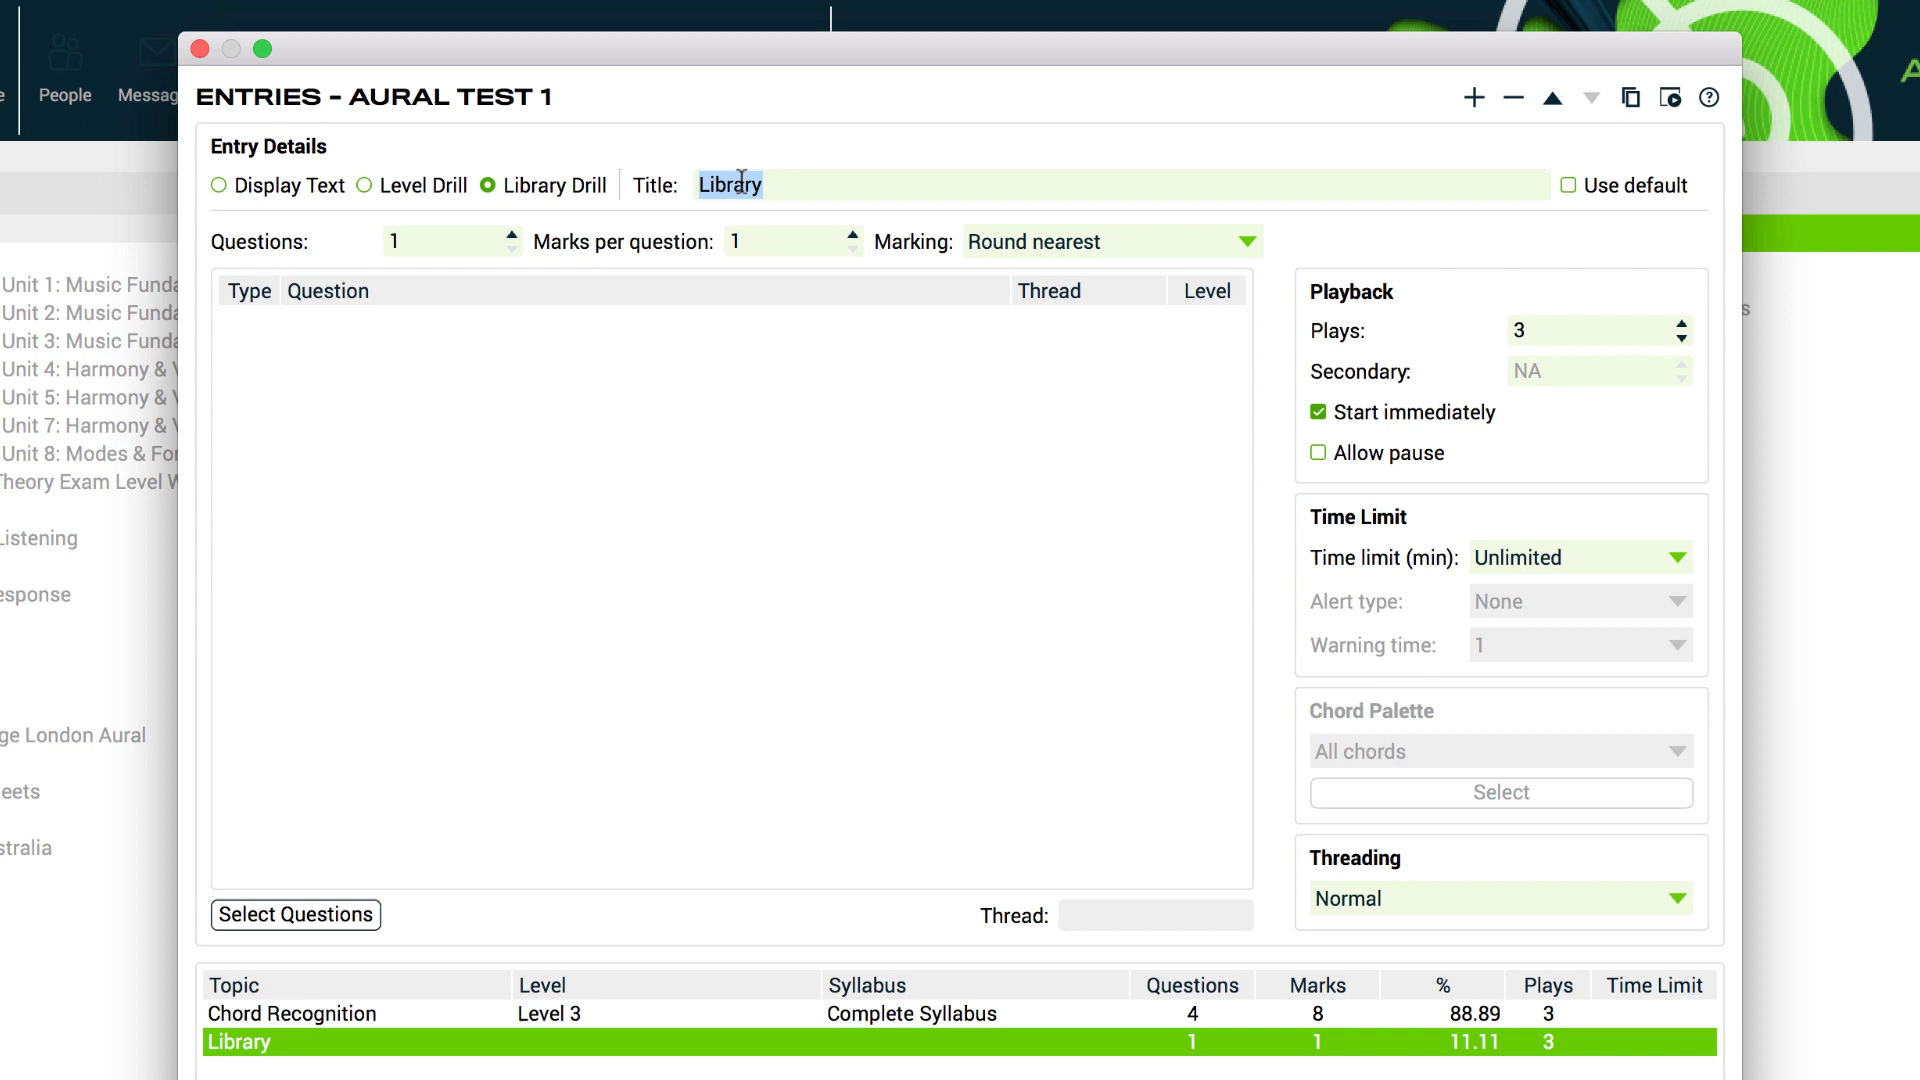 People
Messag
ENTRIES - AURAL TEST 1
Entry Details
Display Text Level Drill Library Drill Title: Library Use default
Questions: 1 Marks per question: 1 Marking: Round nearest
Type Question Thread Level
Playback
Plays: 3
Secondary: NA
Start immediately
Allow pause
Time Limit
Time limit (min): Unlimited
Alert type: None
Warning time: 1
Chord Palette
All chords
Select
Threading
Normal
Select Questions
Thread:
Topic Level Syllabus Questions Marks % Plays Time Limit
Chord Recognition Level 3 Complete Syllabus 4 8 88.89 3
Library 1 1 11.11 3
Unit 1: Music Funda
Unit 2: Music Funda
Unit 3: Music Funda
Unit 4: Harmony & V
Unit 5: Harmony & V
Unit 7: Harmony & V
Unit 8: Modes & For
Theory Exam Level W
Listening
esponse
ge London Aural
eets
stralia